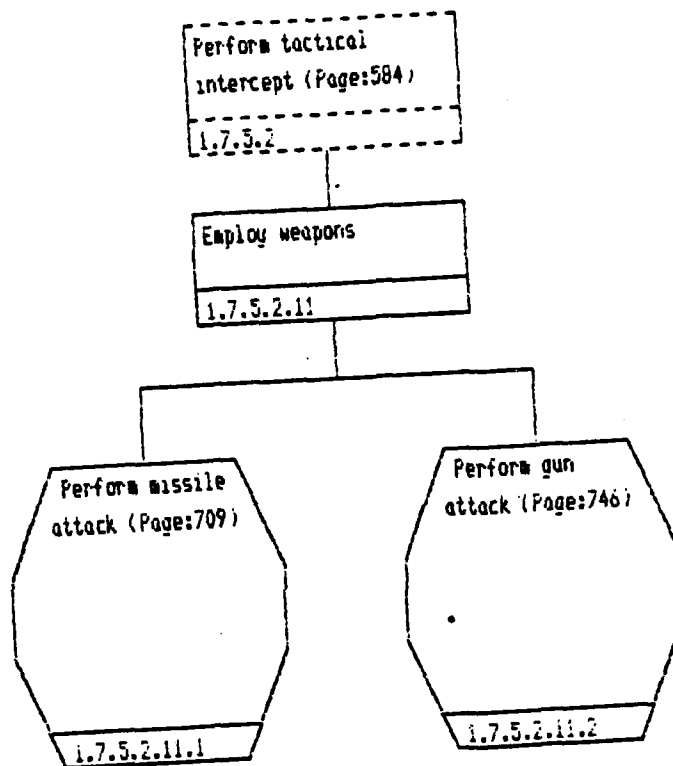 Perform tactical
intercept (Page:584)
1.7.5.2
Employ weapons
1.7.5.2.11
Perform missile
attack (Page:709)
1.7.5.2.11.1
Perform gun
attack (Page:746)
1.7.5.2.11.2